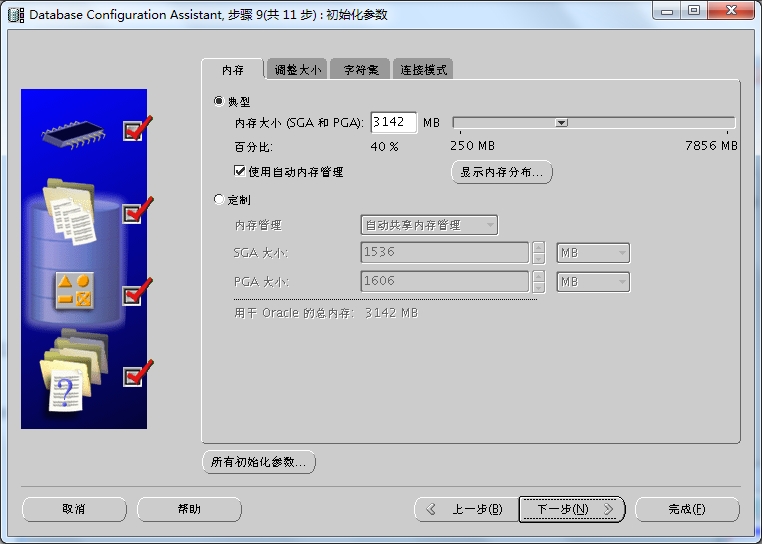 Database Configuration Assistant, 步骤 9(共 11 步) : 初始化参数
内存 调整大小 字符集 连接模式
典型
内存大小 (SGA 和 PGA): 3142 MB
百分比: 40 % 250 MB 7856 MB
使用自动内存管理 显示内存分布...
定制
内存管理 自动共享内存管理
SGA 大小: 1536 MB
PGA 大小: 1606 MB
用于 Oracle 的总内存: 3142 MB
所有初始化参数...
取消 帮助 上一步(B) 下一步(N) 完成(F)